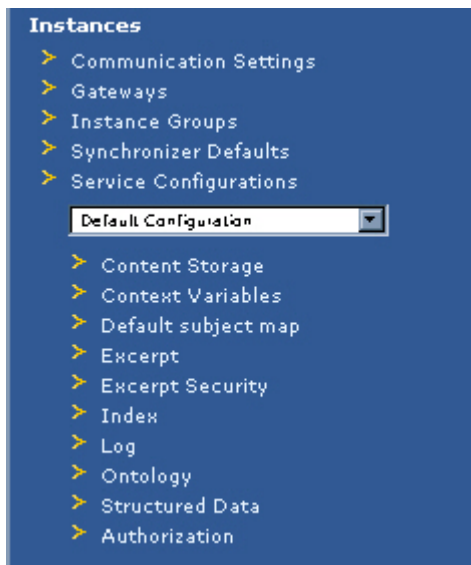 Instances
Communication Settings
Gateways
Instance Groups
Synchronizer Defaults
Service Configurations
Default Configuration
Content Storage
Context Variables
Default subject map
Excerpt
Excerpt Security
Index
Log
Ontology
Structured Data
Authorization